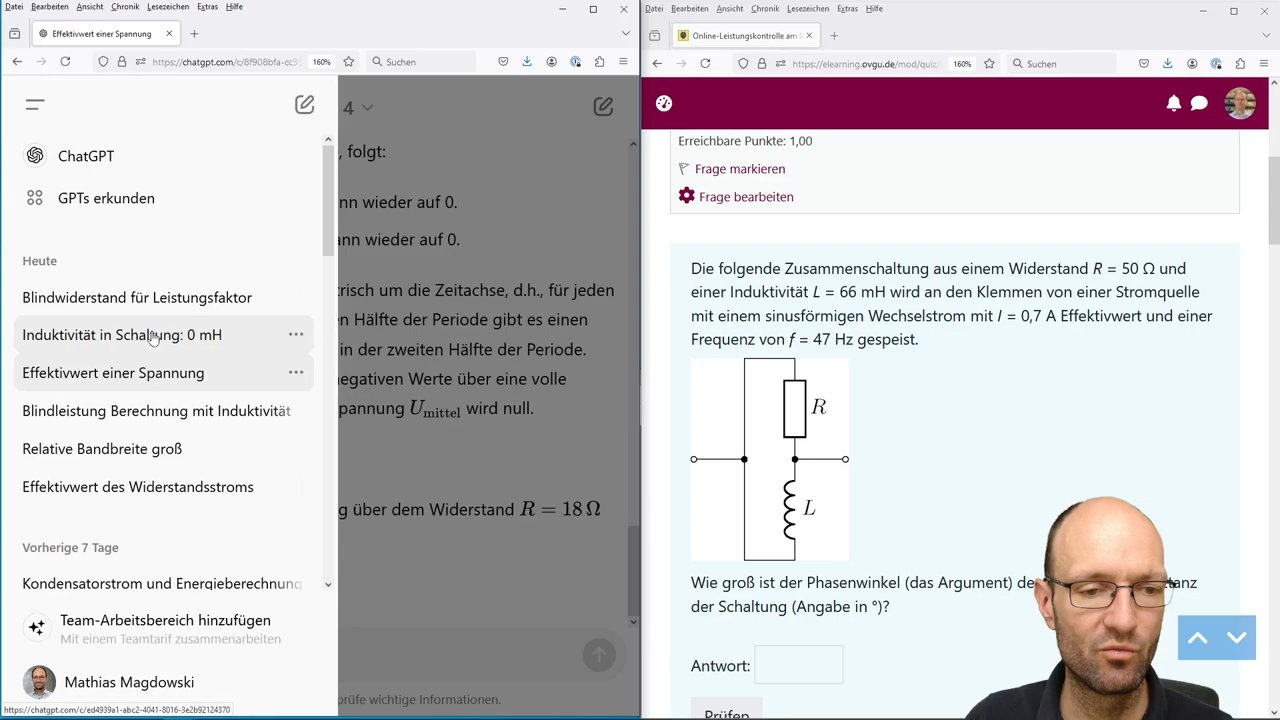 Datei Bearbeiten Ansicht Chronik Lesezeichen Extras Hilfe
Effektivwert einer Spannung
https://chatgpt.com/c/8f908bfa-cc35
160%
Suchen
ChatGPT
GPTs erkunden
Heute
Blindwiderstand für Leistungsfaktor
Induktivität in Schaltung: 0 mH
Effektivwert einer Spannung
Blindleistung Berechnung mit Induktivität
Relative Bandbreite groß
Effektivwert des Widerstandsstroms
Vorherige 7 Tage
Kondensatorstrom und Energieberechnung
Team-Arbeitsbereich hinzufügen
Mit einem Teamtarif zusammenarbeiten
Mathias Magdowski
https://chatgpt.com/c/ed4939a1-abc2-4041-8016-3e2b92124370
4
, folgt:
nn wieder auf 0.
ann wieder auf 0.
trisch um die Zeitachse, d.h., für jeden
n Hälfte der Periode gibt es einen
in der zweiten Hälfte der Periode.
negativen Werte über eine volle
pannung U_mittel wird null.
g über dem Widerstand R = 18 Ω
prüfe wichtige Informationen.
Datei Bearbeiten Ansicht Chronik Lesezeichen Extras Hilfe
Online-Leistungskontrolle am
https://elearning.ovgu.de/mod/quiz/
160%
Suchen
Erreichbare Punkte: 1,00
Frage markieren
Frage bearbeiten
Die folgende Zusammenschaltung aus einem Widerstand R = 50 Ω und
einer Induktivität L = 66 mH wird an den Klemmen von einer Stromquelle
mit einem sinusförmigen Wechselstrom mit I = 0,7 A Effektivwert und einer
Frequenz von f = 47 Hz gespeist.
R
L
Wie groß ist der Phasenwinkel (das Argument) de tanz
der Schaltung (Angabe in °)?
Antwort:
Prüfen